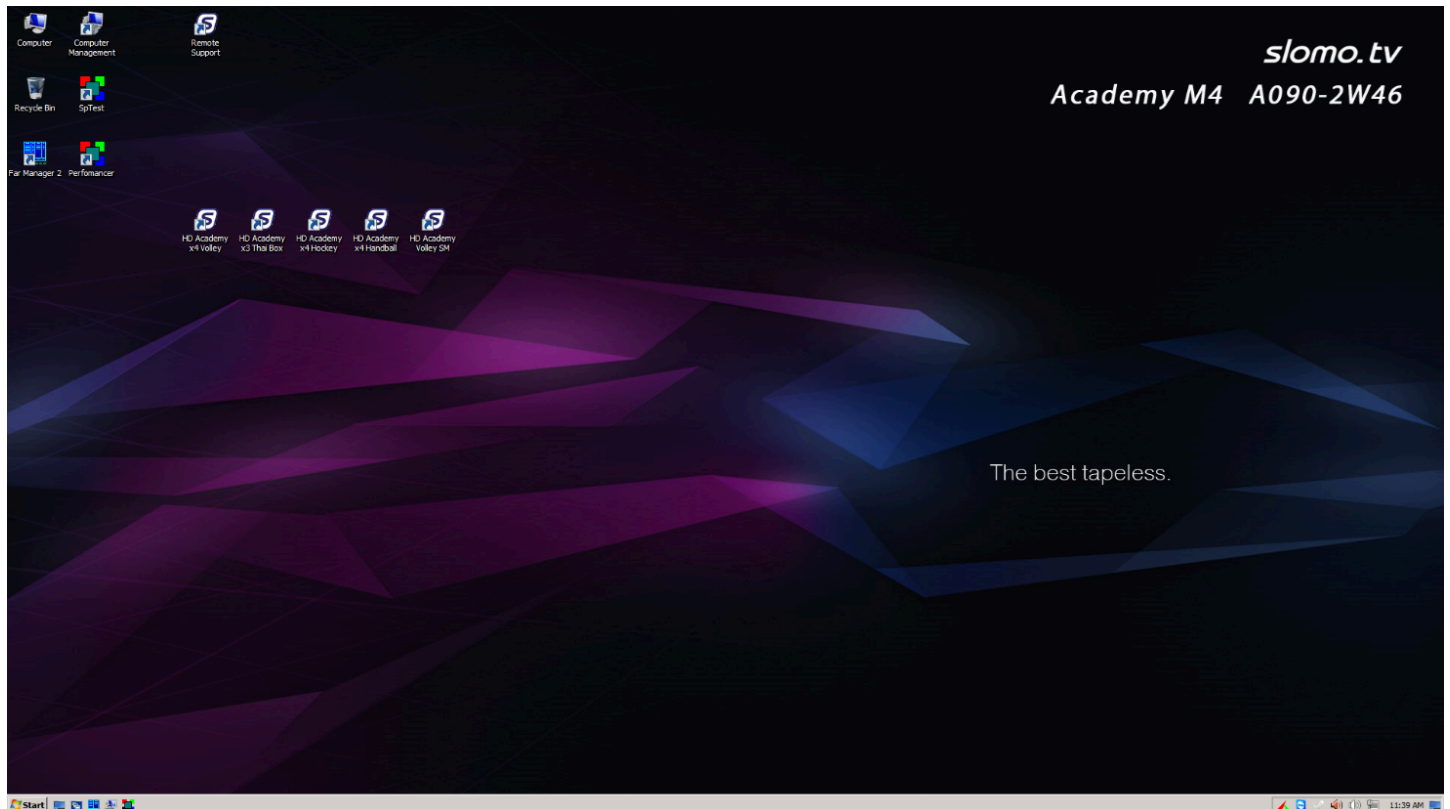 Computer
Computer
Management
Remote
Support
slomo.tv
Academy M4 A090-2W46
Recycle Bin
SpTest
Far Manager 2
Perfomancer
HD Academy
x4 Volley
HD Academy
x3 Thai Box
HD Academy
x4 Hockey
HD Academy
x4 Handball
HD Academy
Volley SM
The best tapeless.
Start
11:39 AM